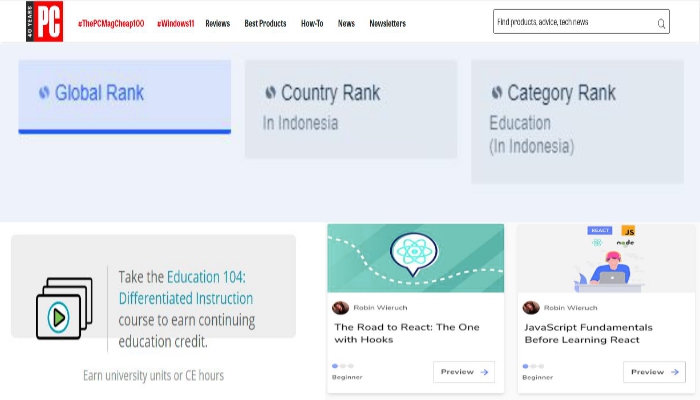 40 YEARS
PC
#ThePCMagCheap100
#Windows11
Reviews
Best Products
How-To
News
Newsletters
Find products, advice, tech news
Global Rank
Country Rank
In Indonesia
Category Rank
Education
(In Indonesia)
Take the Education 104:
Differentiated Instruction
course to earn continuing
education credit.
Earn university units or CE hours
Robin Wieruch
The Road to React: The One
with Hooks
Beginner
Preview
REACT
JS
node
Robin Wieruch
JavaScript Fundamentals
Before Learning React
Beginner
Preview